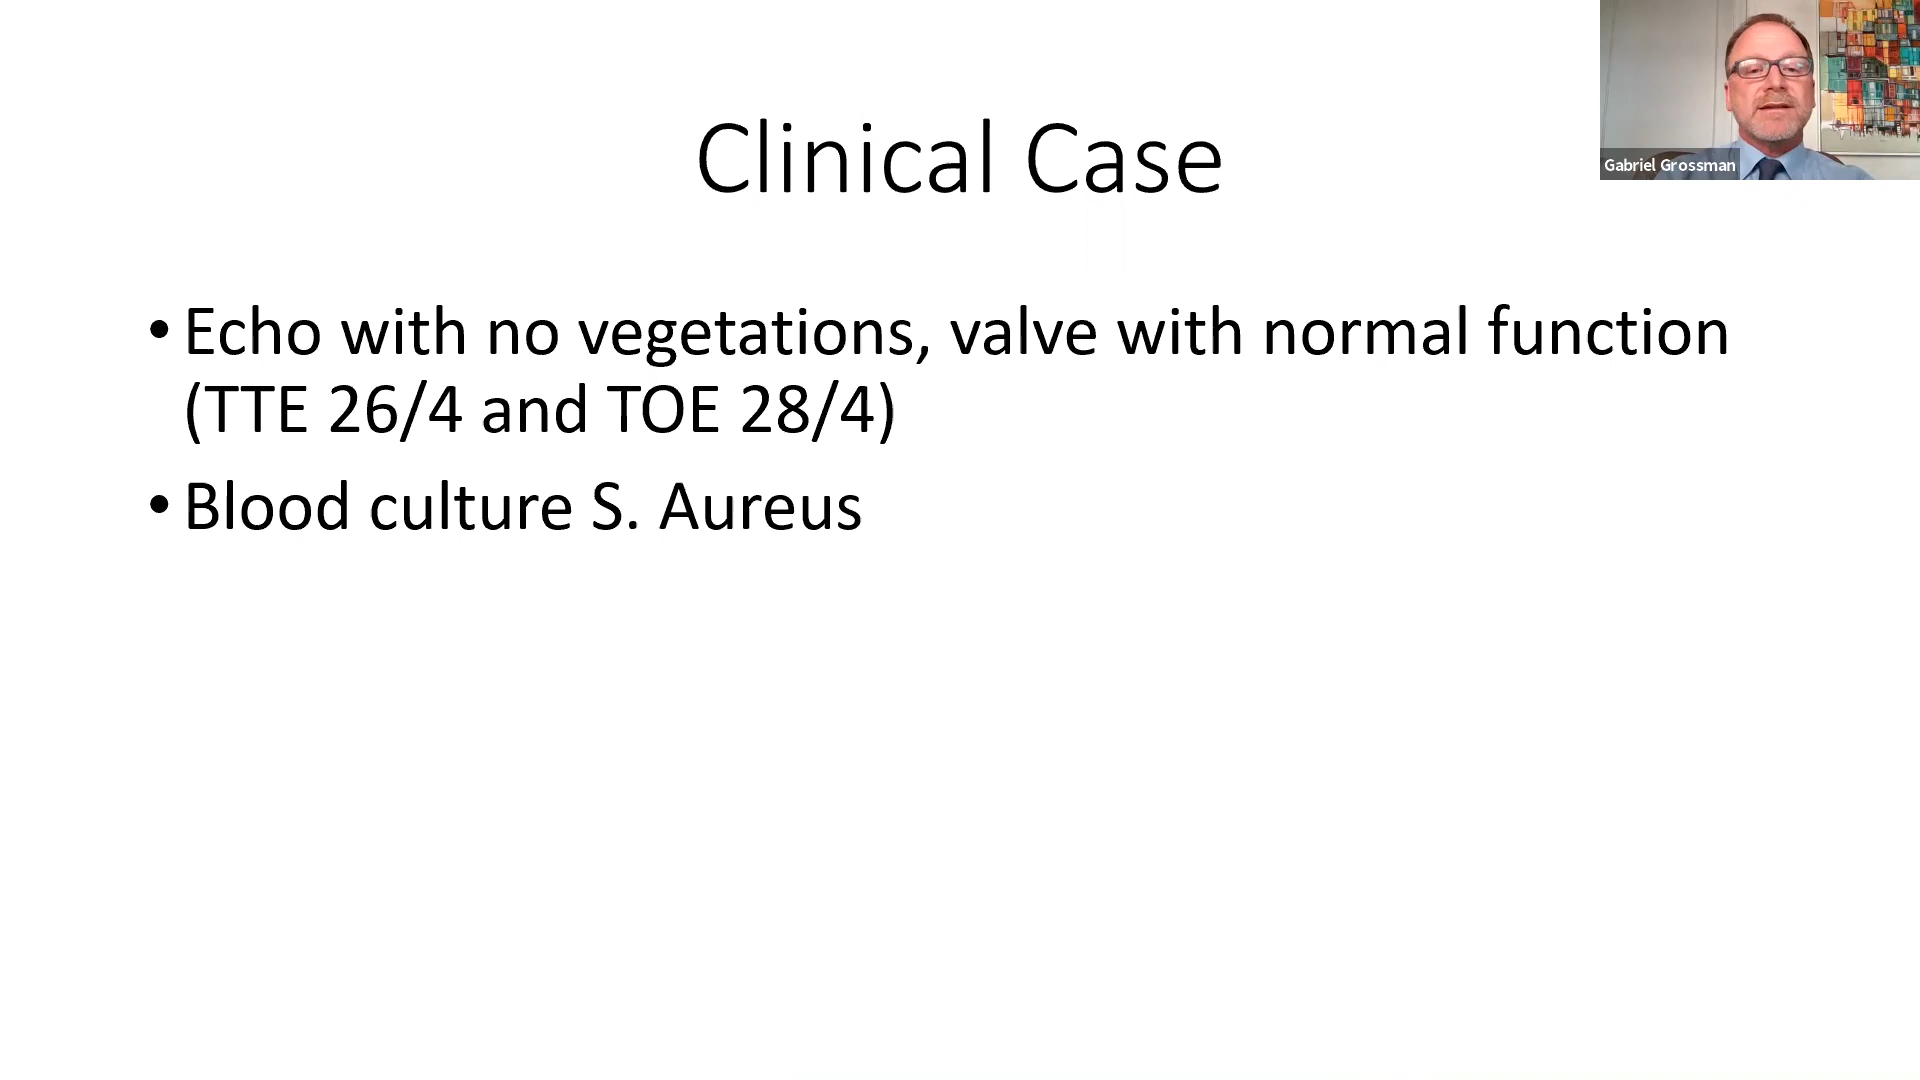 Clinical Case
• Echo with no vegetations, valve with normal function
(TTE 26/4 and TOE 28/4)
• Blood culture S. Aureus
Gabriel Grossman